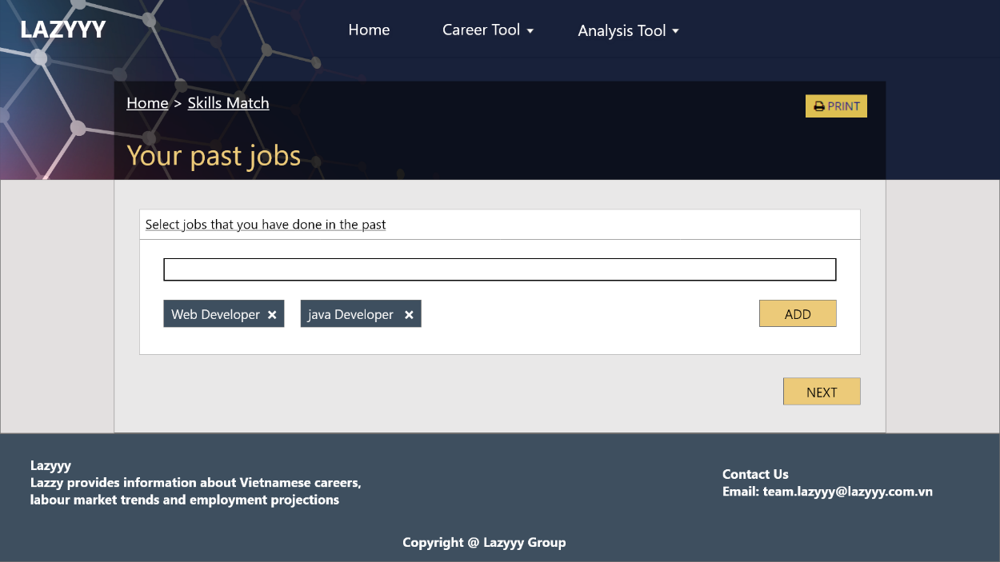 LAZYYY
Home Career Tool Analysis Tool
Home > Skills Match
PRINT
Your past jobs
Select jobs that you have done in the past
Web Developer × java Developer ×
ADD
NEXT
Lazyyy
Lazzy provides information about Vietnamese careers,
labour market trends and employment projections
Contact Us
Email: team.lazyyy@lazyyy.com.vn
Copyright @ Lazyyy Group